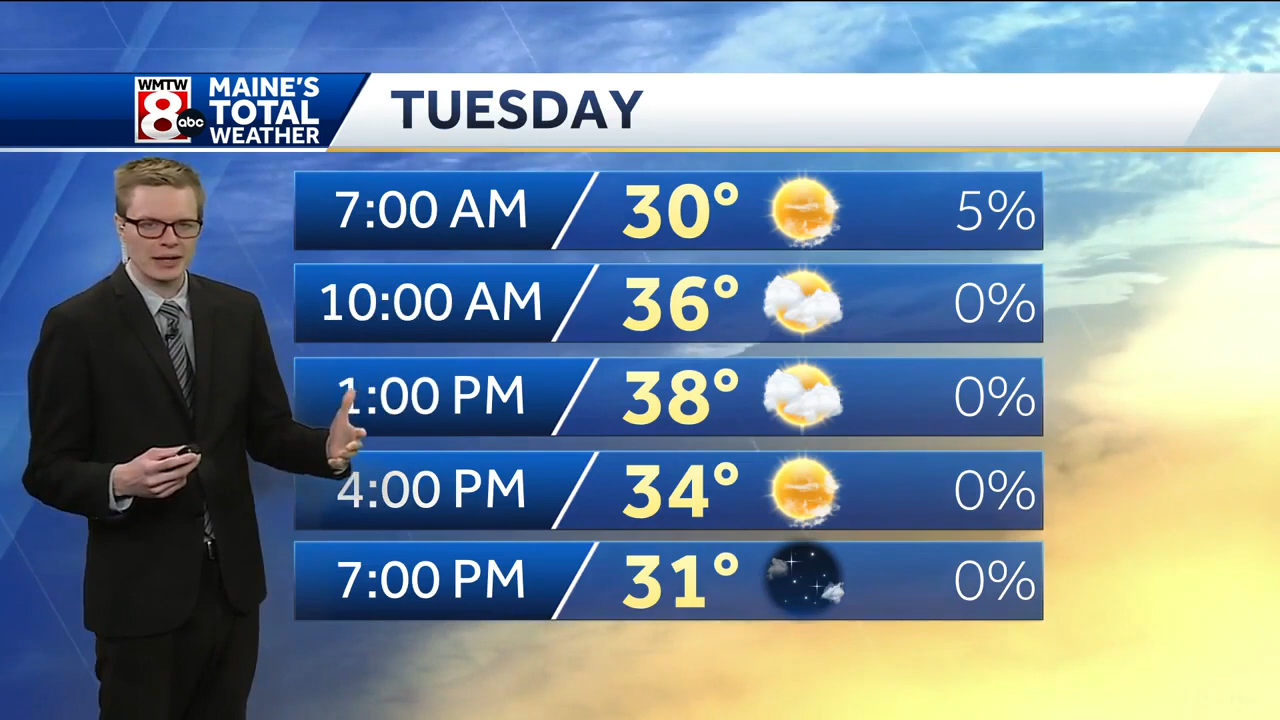 WMTW
8
abc
MAINE'S
TOTAL
WEATHER
TUESDAY
7:00 AM 30° 5%
10:00 AM 36° 0%
1:00 PM 38° 0%
4:00 PM 34° 0%
7:00 PM 31° 0%